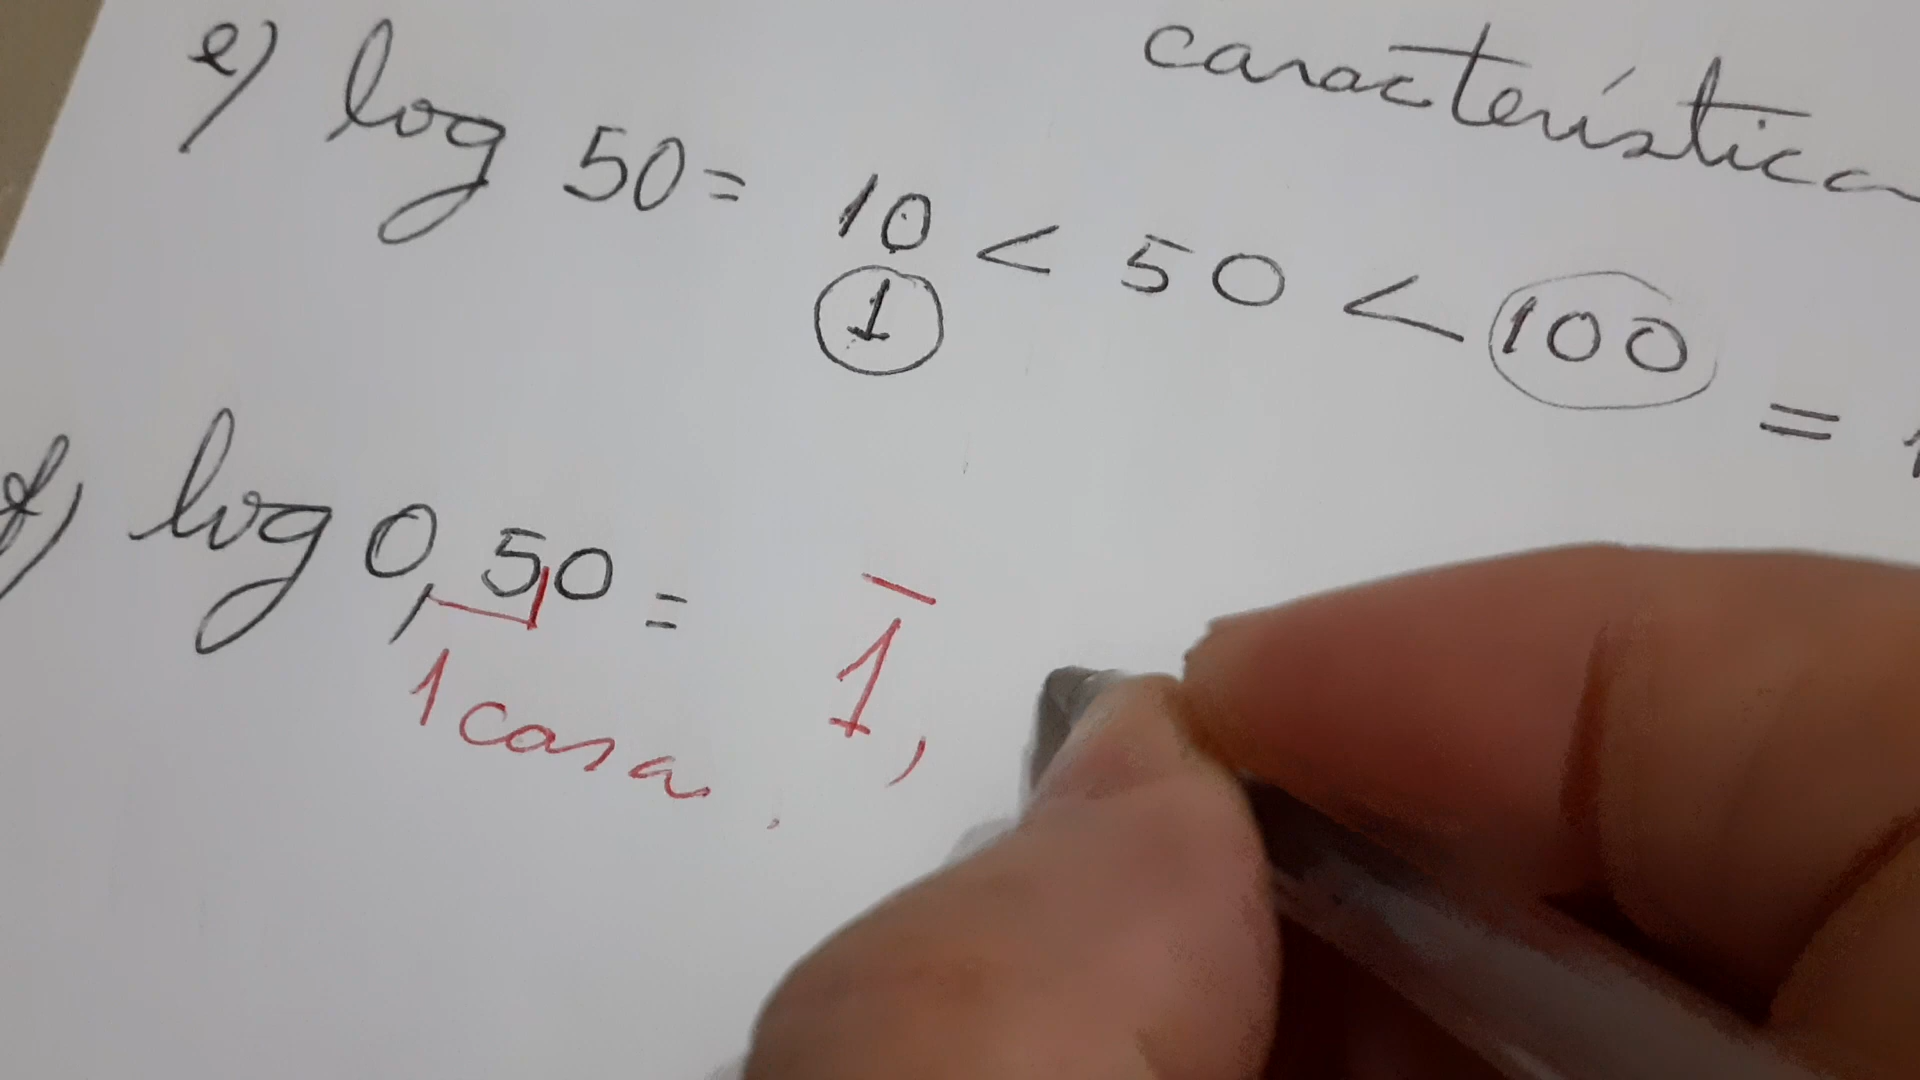 característica
e) log 50 = 10 < 50 < 100 =
1
f) log 0,50 = 1̅,
1 casa